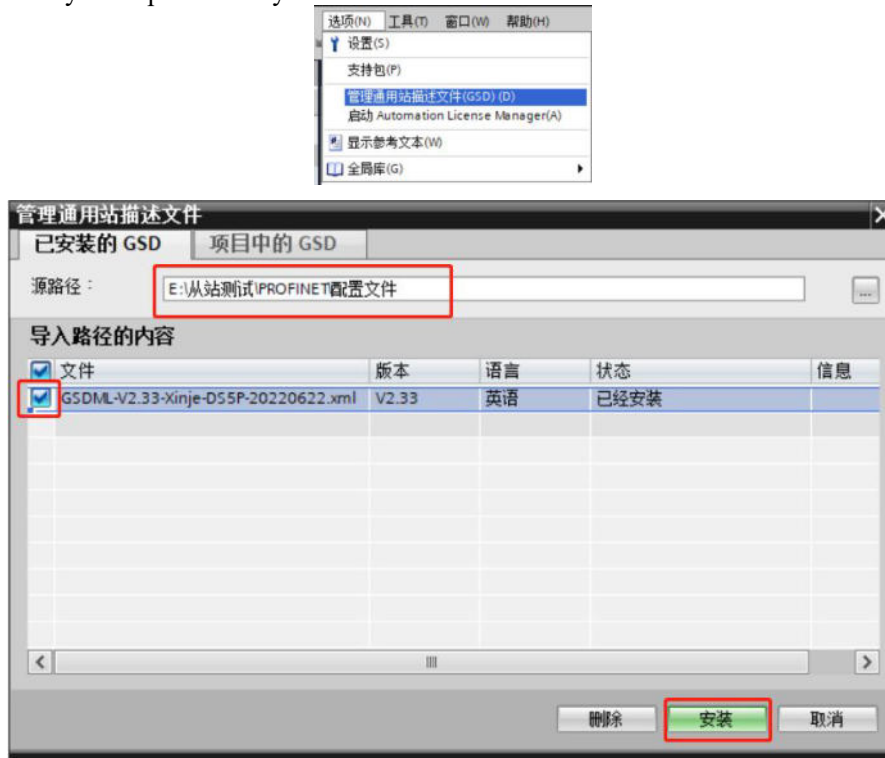 选项(N) 工具(T) 窗口(W) 帮助(H)
设置(S)
支持包(P)
管理通用站描述文件(GSD) (D)
启动 Automation License Manager(A)
显示参考文本(W)
全局库(G)
管理通用站描述文件
已安装的 GSD 项目中的 GSD
源路径: E:\从站测试\PROFINET配置文件 ...
导入路径的内容
文件 版本 语言 状态 信息
GSDML-V2.33-Xinje-DS5P-20220622.xml V2.33 英语 已经安装
删除 安装 取消